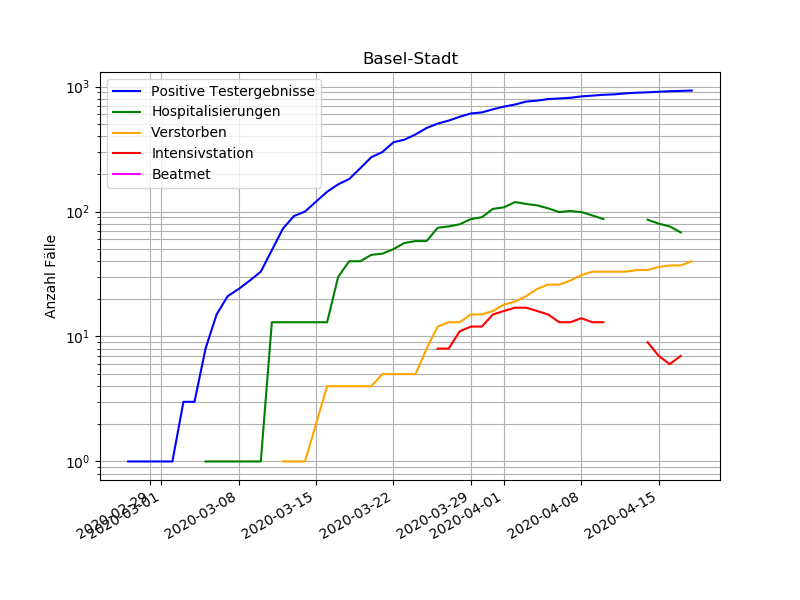 Basel-Stadt
Positive Testergebnisse
Hospitalisierungen
Verstorben
Intensivstation
Beatmet
Anzahl Fälle
10³
10²
10¹
10⁰
2020-02-29
2020-03-01
2020-03-08
2020-03-15
2020-03-22
2020-03-29
2020-04-01
2020-04-08
2020-04-15